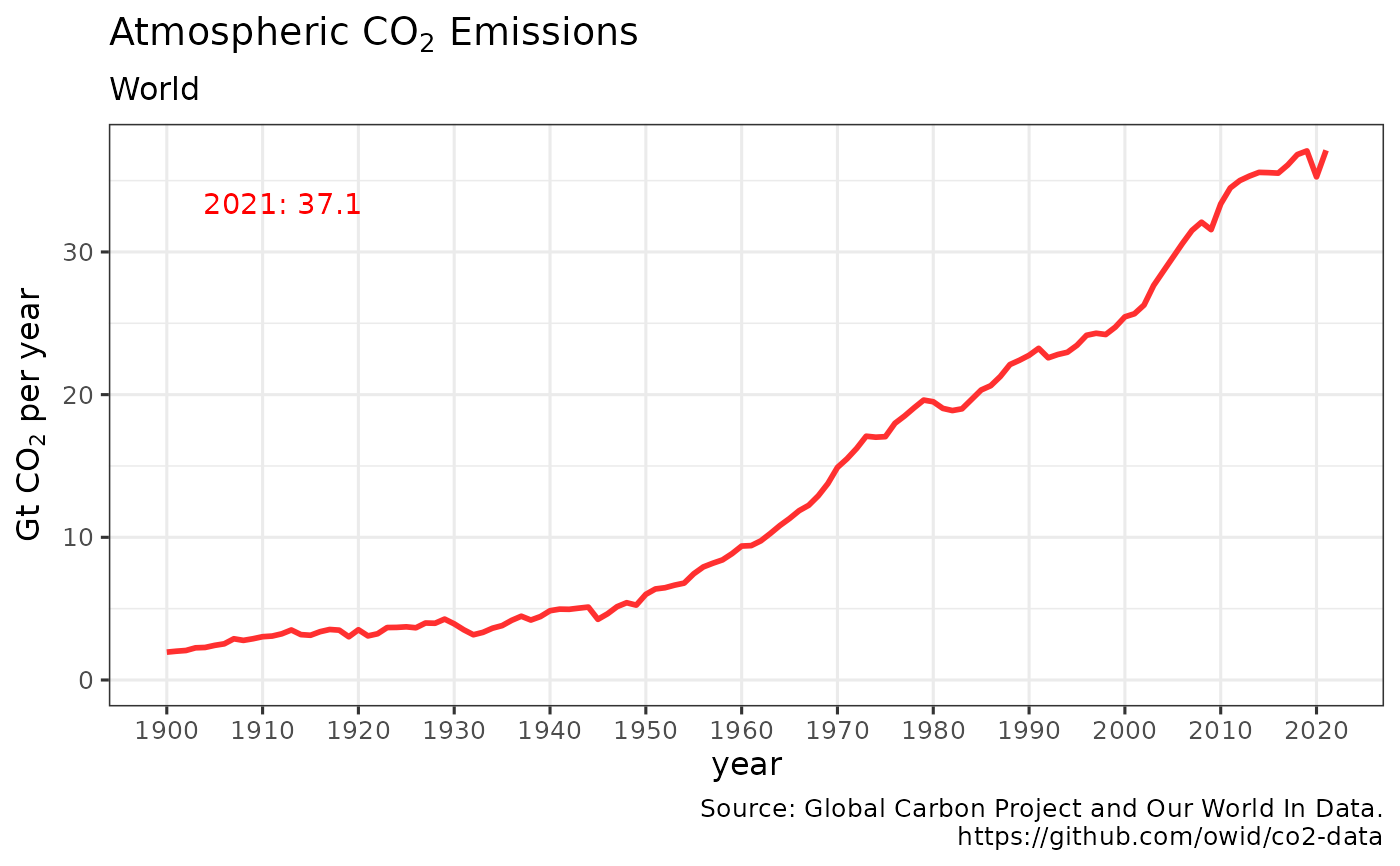 Atmospheric CO₂ Emissions
World
2021: 37.1
Gt CO₂ per year
30
20
10
0
1900 1910 1920 1930 1940 1950 1960 1970 1980 1990 2000 2010 2020
year
Source: Global Carbon Project and Our World In Data.
https://github.com/owid/co2-data